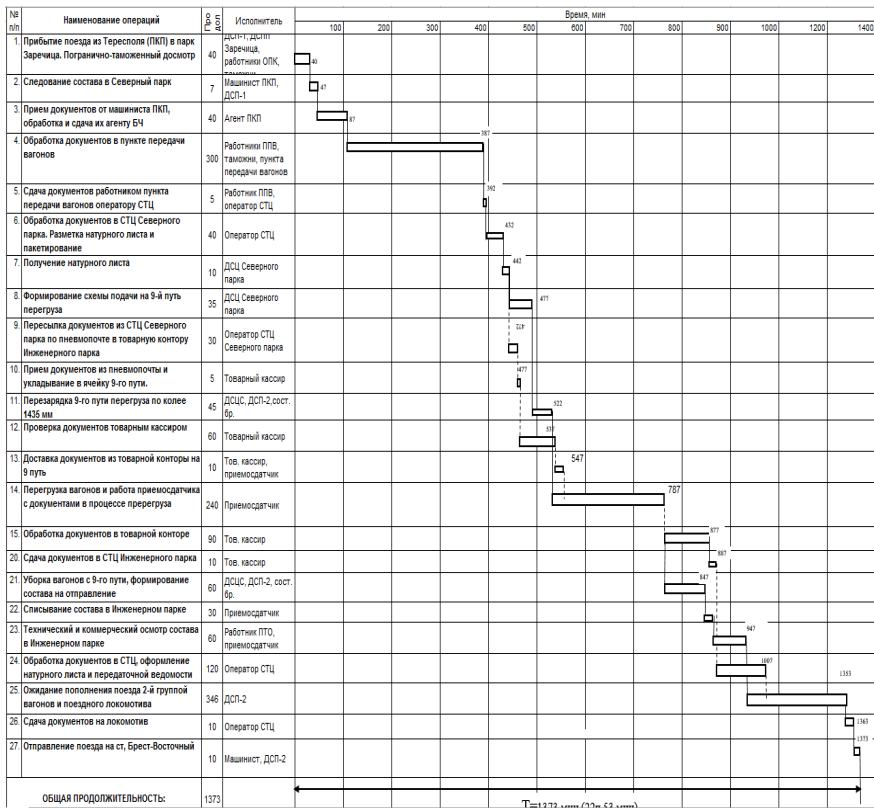 № п/п Наименование операций Продол Исполнитель Время, мин
100 200 300 400 500 600 700 800 900 1000 1100 1200 1300 1400
1. Прибытие поезда из Тересполя (ПКП) в парк Заречица. Погранично-таможенный досмотр
40
ДСП-1, ДСПП Заречица, работники ОПК, таможни
40
2. Следование состава в Северный парк
7
Машинист ПКП, ДСП-1
47
3. Прием документов от машиниста ПКП, обработка и сдача их агенту БЧ
40
Агент ПКП
87
4. Обработка документов в пункте передачи вагонов
300
Работники ППВ, таможни, пункта передачи вагонов
387
5. Сдача документов работником пункта передачи вагонов оператору СТЦ
5
Работник ППВ, оператор СТЦ
392
6. Обработка документов в СТЦ Северного парка. Разметка натурного листа и пакетирование
40
Оператор СТЦ
432
7. Получение натурного листа
10
ДСЦ Северного парка
442
8. Формирование схемы подачи на 9-й путь перегруза
35
ДСЦ Северного парка
477
9. Пересылка документов из СТЦ Северного парка по пневмопочте в товарную контору Инженерного парка
30
Оператор СТЦ Северного парка
472
10. Прием документов из пневмопочты и укладывание в ячейку 9-го пути.
5
Товарный кассир
477
11. Перезарядка 9-го пути перегруза по колее 1435 мм
45
ДСЦС, ДСП-2,сост. бр.
522
12. Проверка документов товарным кассиром
60
Товарный кассир
537
13. Доставка документов из товарной конторы на 9 путь
10
Тов. кассир, приемосдатчик
547
14. Перегрузка вагонов и работа приемосдатчика с документами в процессе пререгруза
240
Приемосдатчик
787
15. Обработка документов в товарной конторе
90
Тов. кассир
877
20. Сдача документов в СТЦ Инженерного парка
10
Тов. кассир
887
21. Уборка вагонов с 9-го пути, формирование состава на отправление
60
ДСЦС, ДСП-2, сост. бр.
847
22. Списывание состава в Инженерном парке
30
Приемосдатчик
23. Технический и коммерческий осмотр состава в Инженерном парке
60
Работник ПТО, приемосдатчик
947
24. Обработка документов в СТЦ, оформление натурного листа и передаточной ведомости
120
Оператор СТЦ
1007
25. Ожидание пополнения поезда 2-й группой вагонов и поездного локомотива
346
ДСП-2
1353
26. Сдача документов на локомотив
10
Оператор СТЦ
1363
27. Отправление поезда на ст, Брест-Восточный
10
Машинист, ДСП-2
1373
ОБЩАЯ ПРОДОЛЖИТЕЛЬНОСТЬ: 1373
Т=1373 мин (22ч 53 мин)